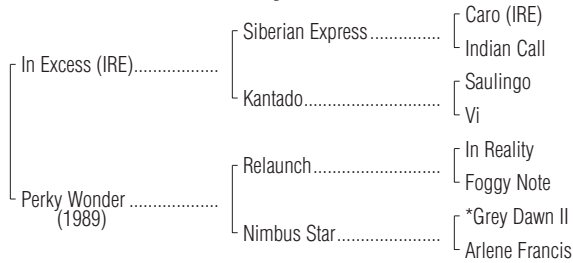 Caro (IRE)
Siberian Express...............
Indian Call
In Excess (IRE)..................
Saulingo
Kantado.............................
Vi
In Reality
Relaunch...........................
Foggy Note
Perky Wonder ...................
(1989)
*Grey Dawn II
Nimbus Star......................
Arlene Francis